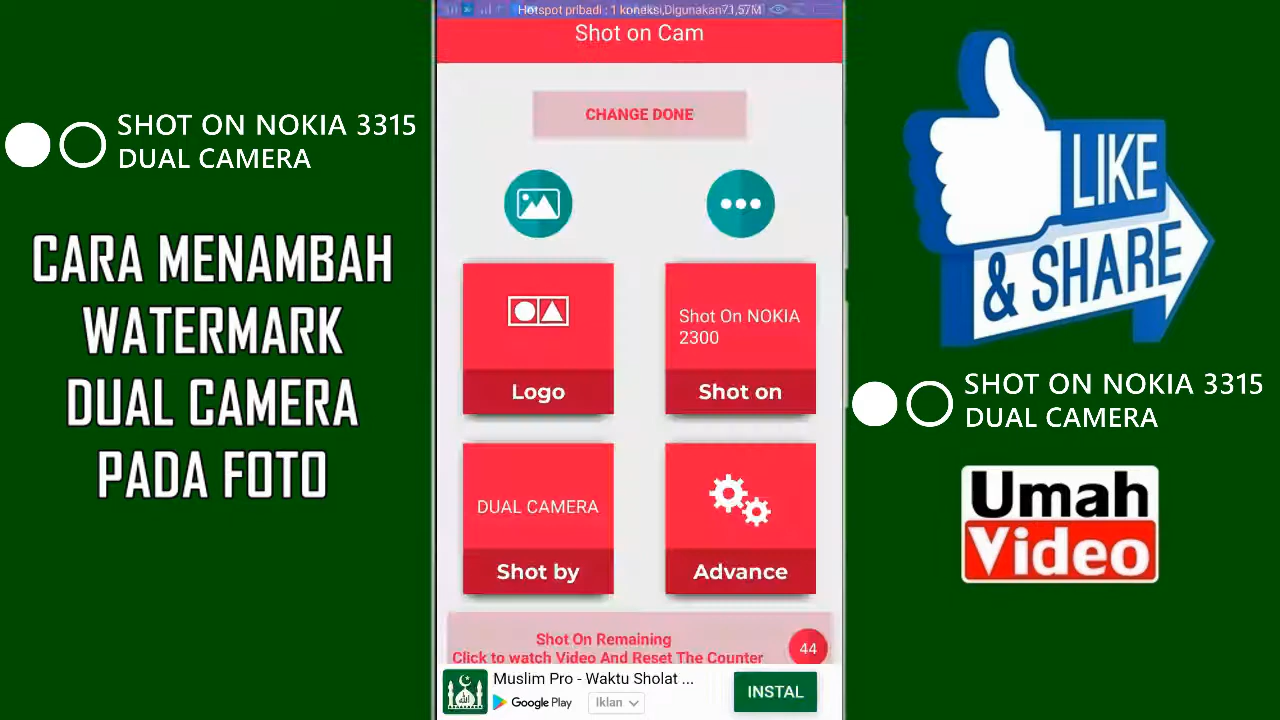 SHOT ON NOKIA 3315
DUAL CAMERA
CARA MENAMBAH
WATERMARK
DUAL CAMERA
PADA FOTO
Hotspot pribadi : 1 koneksi,Digunakan71,57M
Shot on Cam
CHANGE DONE
Logo
Shot On NOKIA
2300
Shot on
DUAL CAMERA
Shot by
Advance
Shot On Remaining
Click to watch Video And Reset The Counter
44
Muslim Pro - Waktu Sholat ...
Google Play
Iklan
INSTAL
LIKE
& SHARE
SHOT ON NOKIA 3315
DUAL CAMERA
Umah
Video